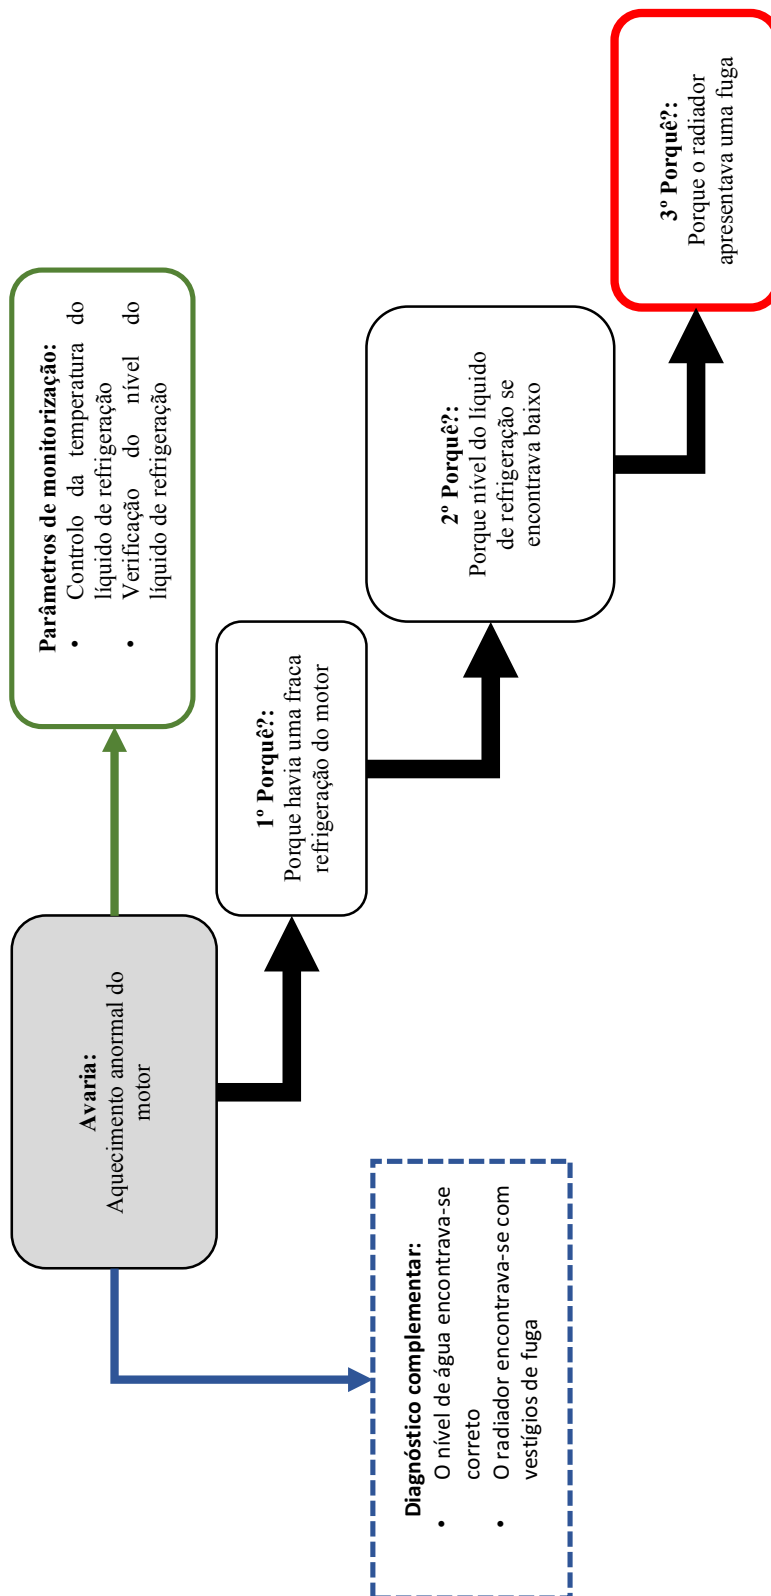 Avaria:
Aquecimento anormal do
motor
Parâmetros de monitorização:
• Controlo da temperatura do
líquido de refrigeração
• Verificação do nível do
líquido de refrigeração
Diagnóstico complementar:
• O nível de água encontrava-se
correto
• O radiador encontrava-se com
vestígios de fuga
1º Porquê?:
Porque havia uma fraca
refrigeração do motor
2º Porquê?:
Porque nível do líquido
de refrigeração se
encontrava baixo
3º Porquê?:
Porque o radiador
apresentava uma fuga